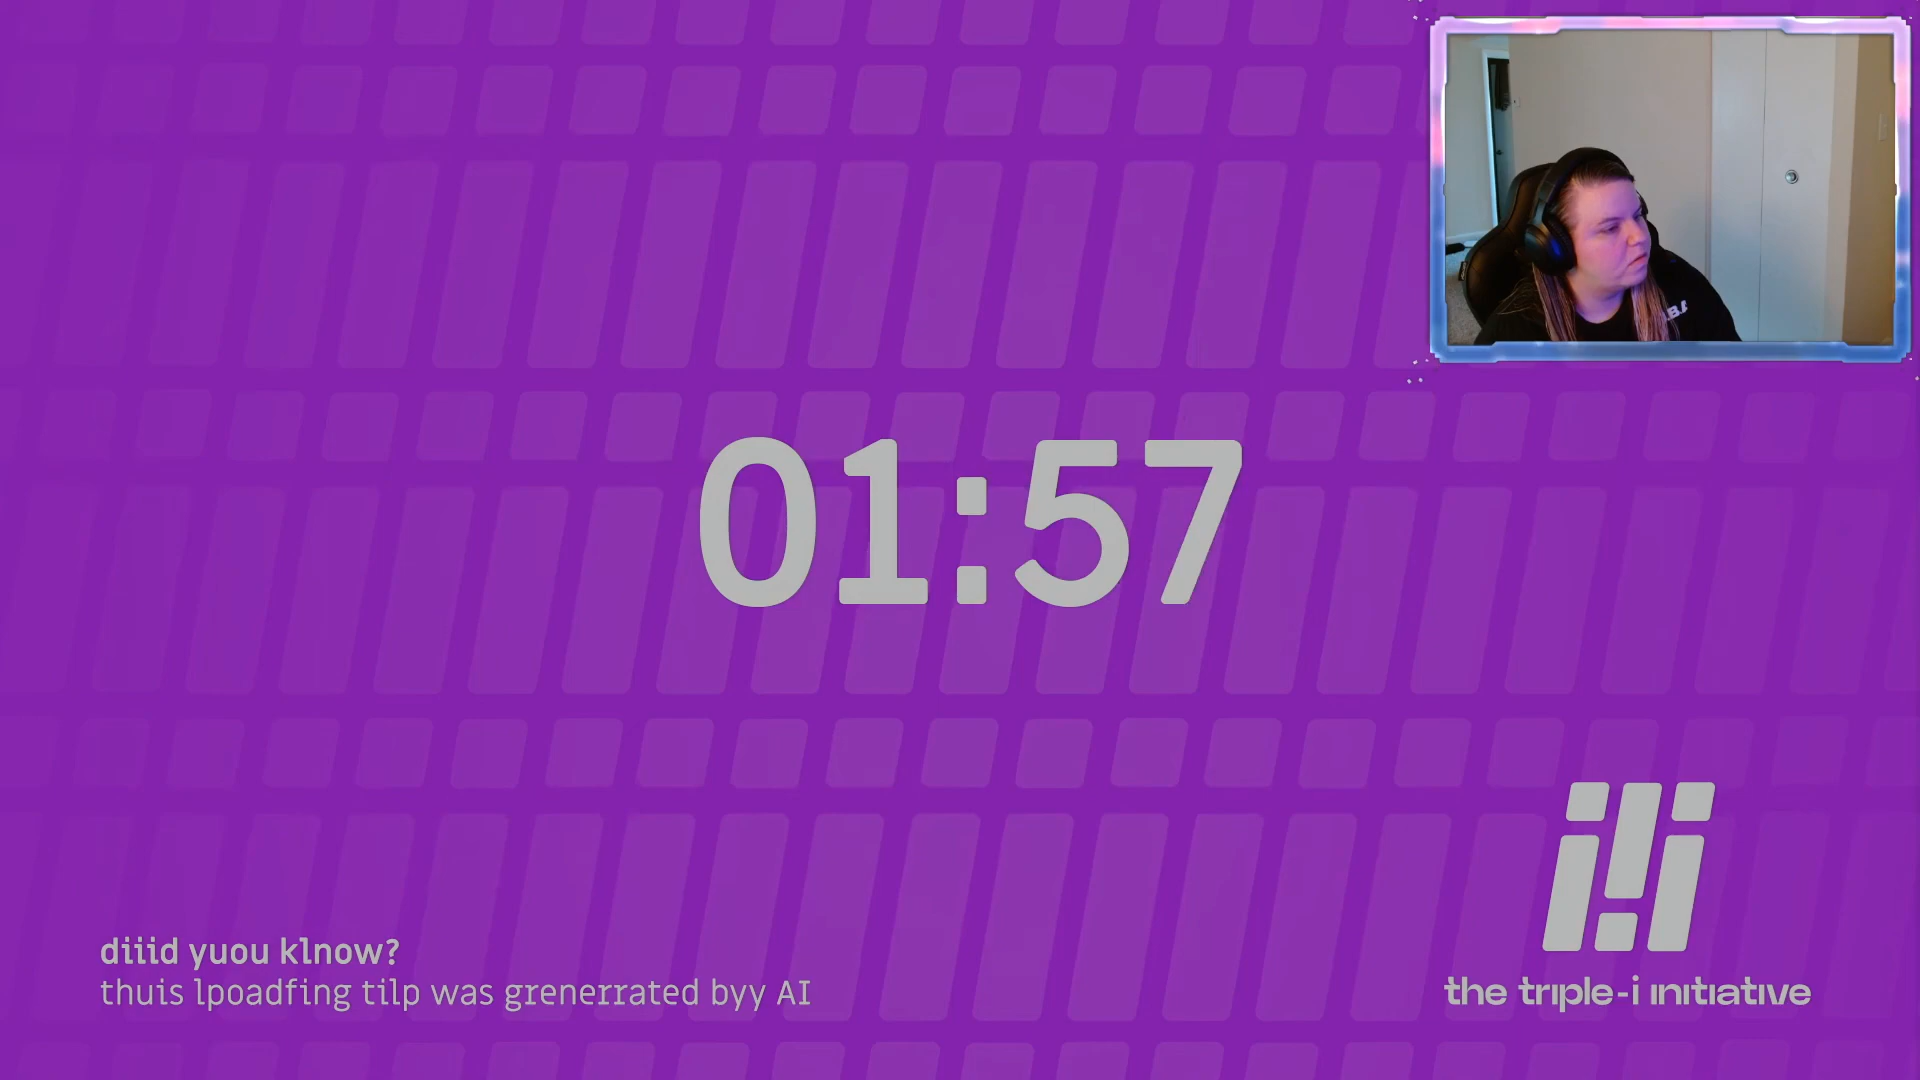 01:57
diiid yuou klnow?
thuis lpoadfing tilp was grenerrated byy AI
the triple-i initiative